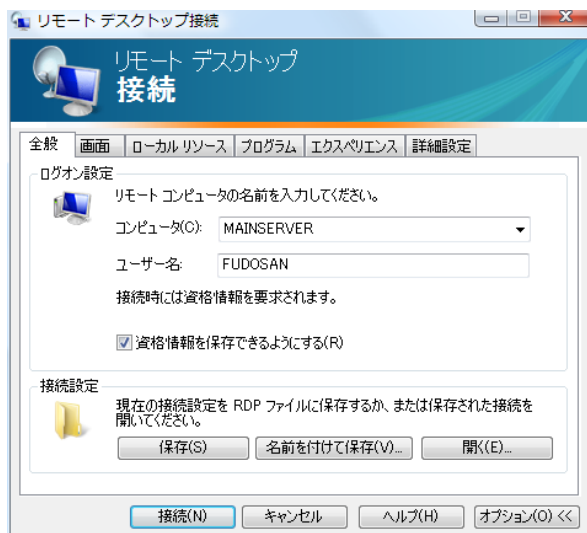 リモート デスクトップ接続
リモート デスクトップ
接続
全般 画面 ローカル リソース プログラム エクスペリエンス 詳細設定
ログオン設定
リモート コンピュータの名前を入力してください。
コンピュータ(C): MAINSERVER
ユーザー名: FUDOSAN
接続時には資格情報を要求されます。
資格情報を保存できるようにする(R)
接続設定
現在の接続設定を RDP ファイルに保存するか、または保存された接続を
開いてください。
保存(S) 名前を付けて保存(V)... 開く(E)...
接続(N) キャンセル ヘルプ(H) オプション(O) <<